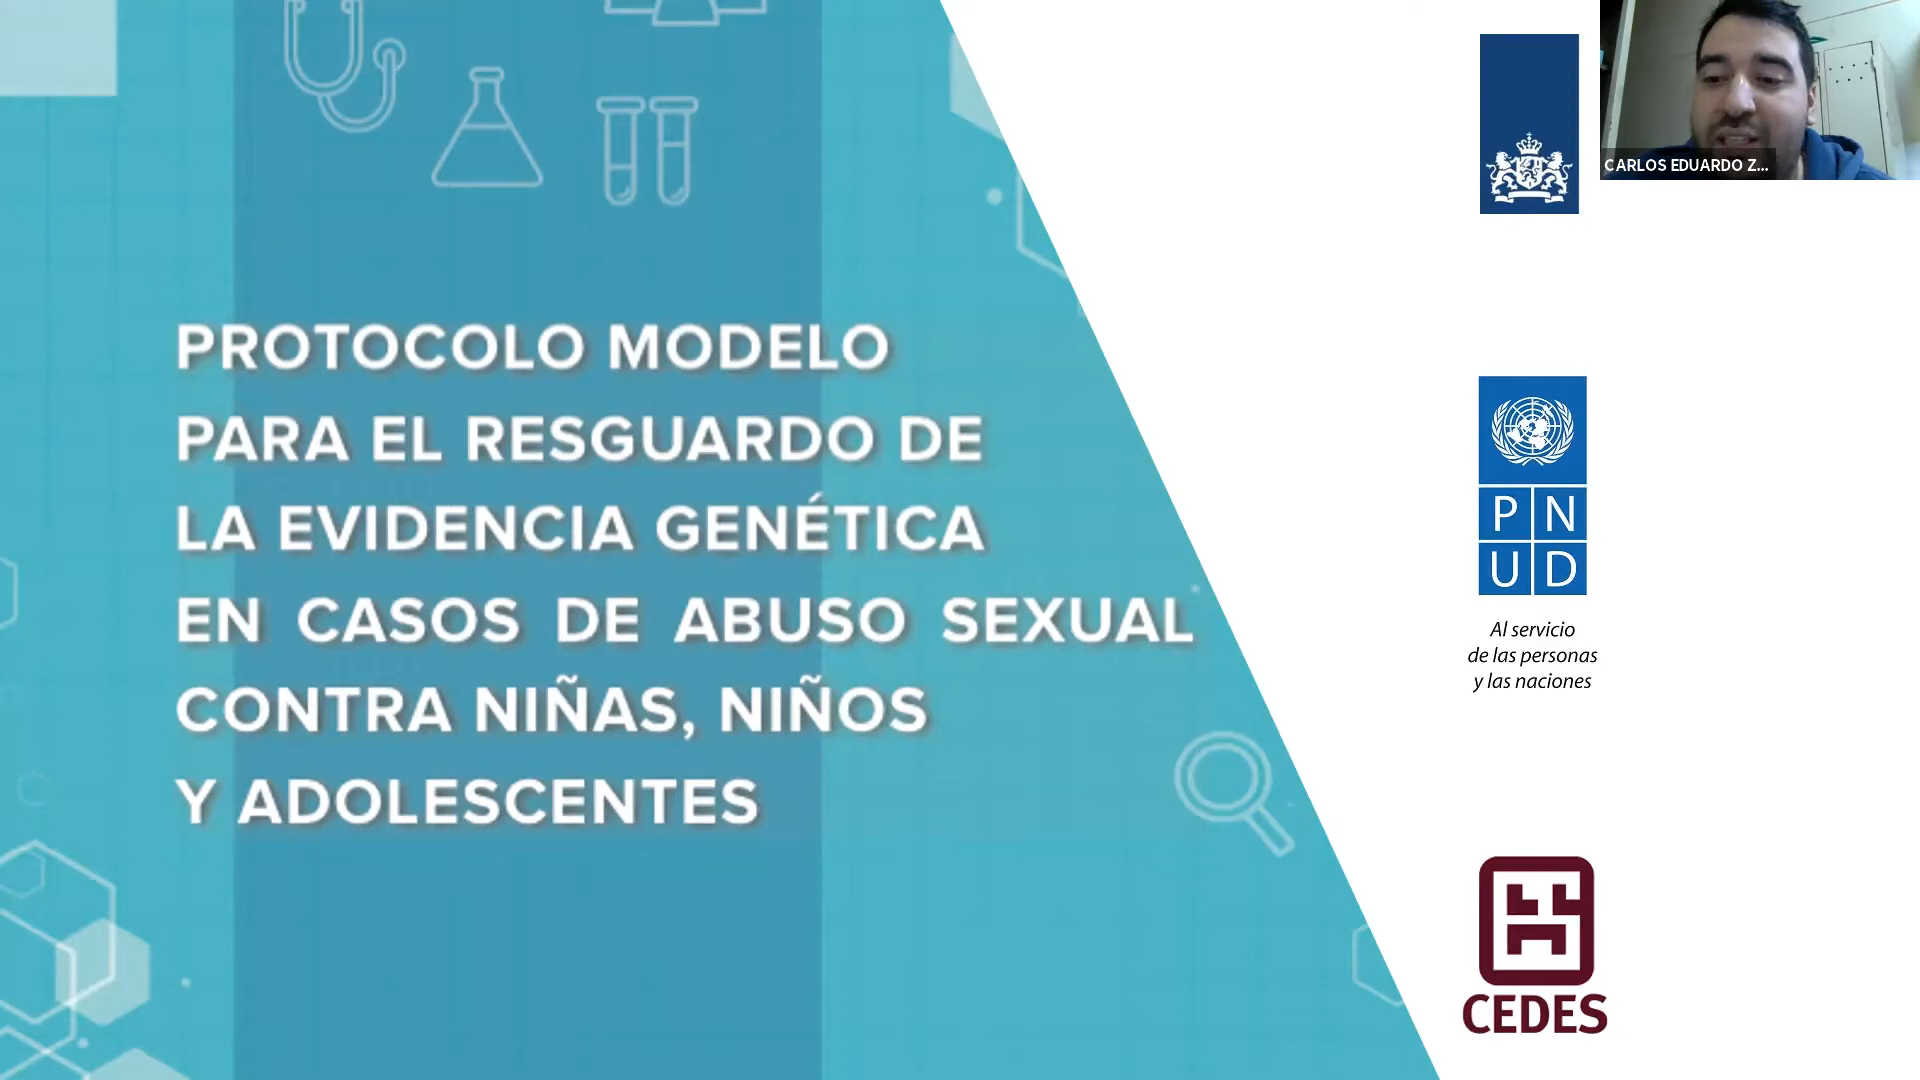 PROTOCOLO MODELO
PARA EL RESGUARDO DE
LA EVIDENCIA GENÉTICA
EN CASOS DE ABUSO SEXUAL
CONTRA NIÑAS, NIÑOS
Y ADOLESCENTES
CARLOS EDUARDO Z...
P N
U D
Al servicio
de las personas
y las naciones
CEDES